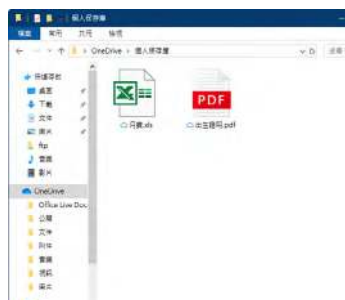 個人保存庫
檔案 常用 共用 檢視
OneDrive › 個人保存庫
快速存取
桌面
下載
文件
圖片
ftp
音樂
影片
OneDrive
Office Live Doc
公開
文件
附件
音樂
視訊
圖片
PDF
月費.xls
出生證明.pdf